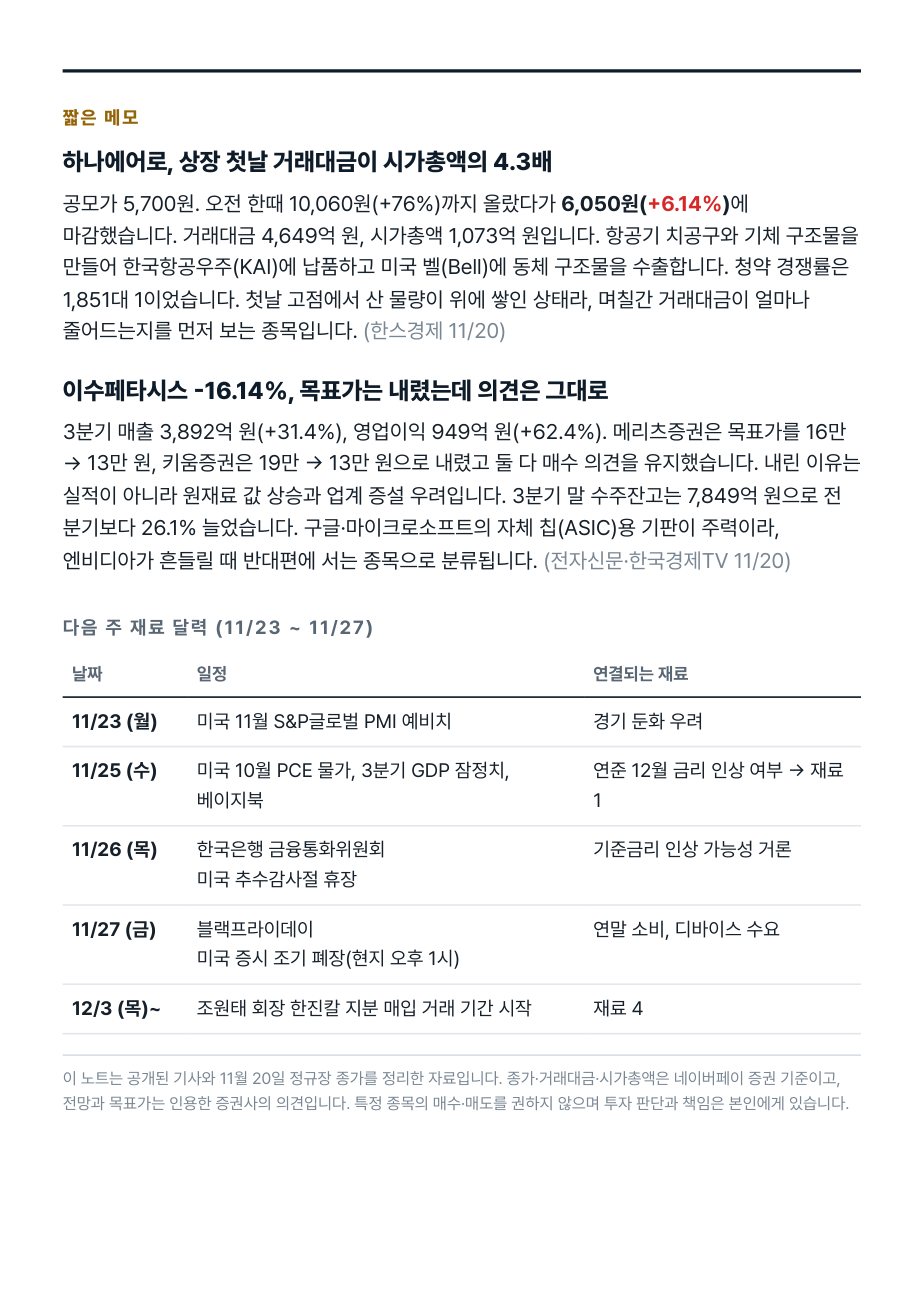 짧은 메모
하나에어로, 상장 첫날 거래대금이 시가총액의 4.3배
공모가 5,700원. 오전 한때 10,060원(+76%)까지 올랐다가 6,050원(+6.14%)에
마감했습니다. 거래대금 4,649억 원, 시가총액 1,073억 원입니다. 항공기 치공구와 기체 구조물을
만들어 한국항공우주(KAI)에 납품하고 미국 벨(Bell)에 동체 구조물을 수출합니다. 청약 경쟁률은
1,851대 1이었습니다. 첫날 고점에서 산 물량이 위에 쌓인 상태라, 며칠간 거래대금이 얼마나
줄어드는지를 먼저 보는 종목입니다. (한스경제 11/20)
이수페타시스 -16.14%, 목표가는 내렸는데 의견은 그대로
3분기 매출 3,892억 원(+31.4%), 영업이익 949억 원(+62.4%). 메리츠증권은 목표가를 16만
→ 13만 원, 키움증권은 19만 → 13만 원으로 내렸고 둘 다 매수 의견을 유지했습니다. 내린 이유는
실적이 아니라 원재료 값 상승과 업계 증설 우려입니다. 3분기 말 수주잔고는 7,849억 원으로 전
분기보다 26.1% 늘었습니다. 구글·마이크로소프트의 자체 칩(ASIC)용 기판이 주력이라,
엔비디아가 흔들릴 때 반대편에 서는 종목으로 분류됩니다. (전자신문·한국경제TV 11/20)
다음 주 재료 달력 (11/23 ~ 11/27)
날짜 일정 연결되는 재료
11/23 (월) 미국 11월 S&P글로벌 PMI 예비치 경기 둔화 우려
11/25 (수) 미국 10월 PCE 물가, 3분기 GDP 잠정치, 연준 12월 금리 인상 여부 → 재료
베이지북 1
11/26 (목) 한국은행 금융통화위원회 기준금리 인상 가능성 거론
미국 추수감사절 휴장
11/27 (금) 블랙프라이데이 연말 소비, 디바이스 수요
미국 증시 조기 폐장(현지 오후 1시)
12/3 (목)~ 조원태 회장 한진칼 지분 매입 거래 기간 시작 재료 4
이 노트는 공개된 기사와 11월 20일 정규장 종가를 정리한 자료입니다. 종가·거래대금·시가총액은 네이버페이 증권 기준이고,
전망과 목표가는 인용한 증권사의 의견입니다. 특정 종목의 매수·매도를 권하지 않으며 투자 판단과 책임은 본인에게 있습니다.